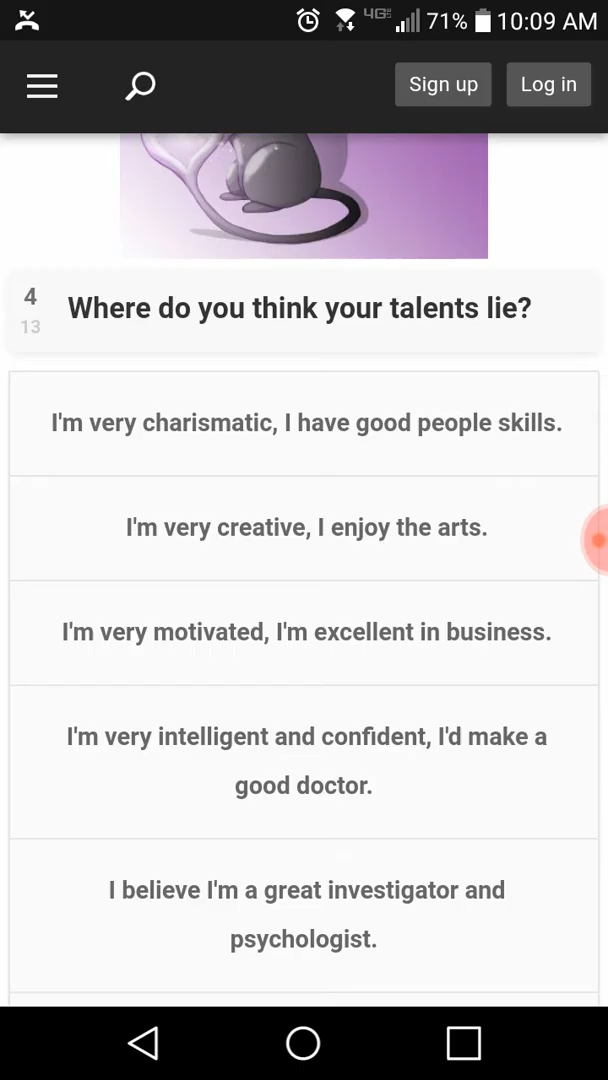 4G 71% 10:09 AM
Sign up Log in
4
13
Where do you think your talents lie?
I'm very charismatic, I have good people skills.
I'm very creative, I enjoy the arts.
I'm very motivated, I'm excellent in business.
I'm very intelligent and confident, I'd make a
good doctor.
I believe I'm a great investigator and
psychologist.